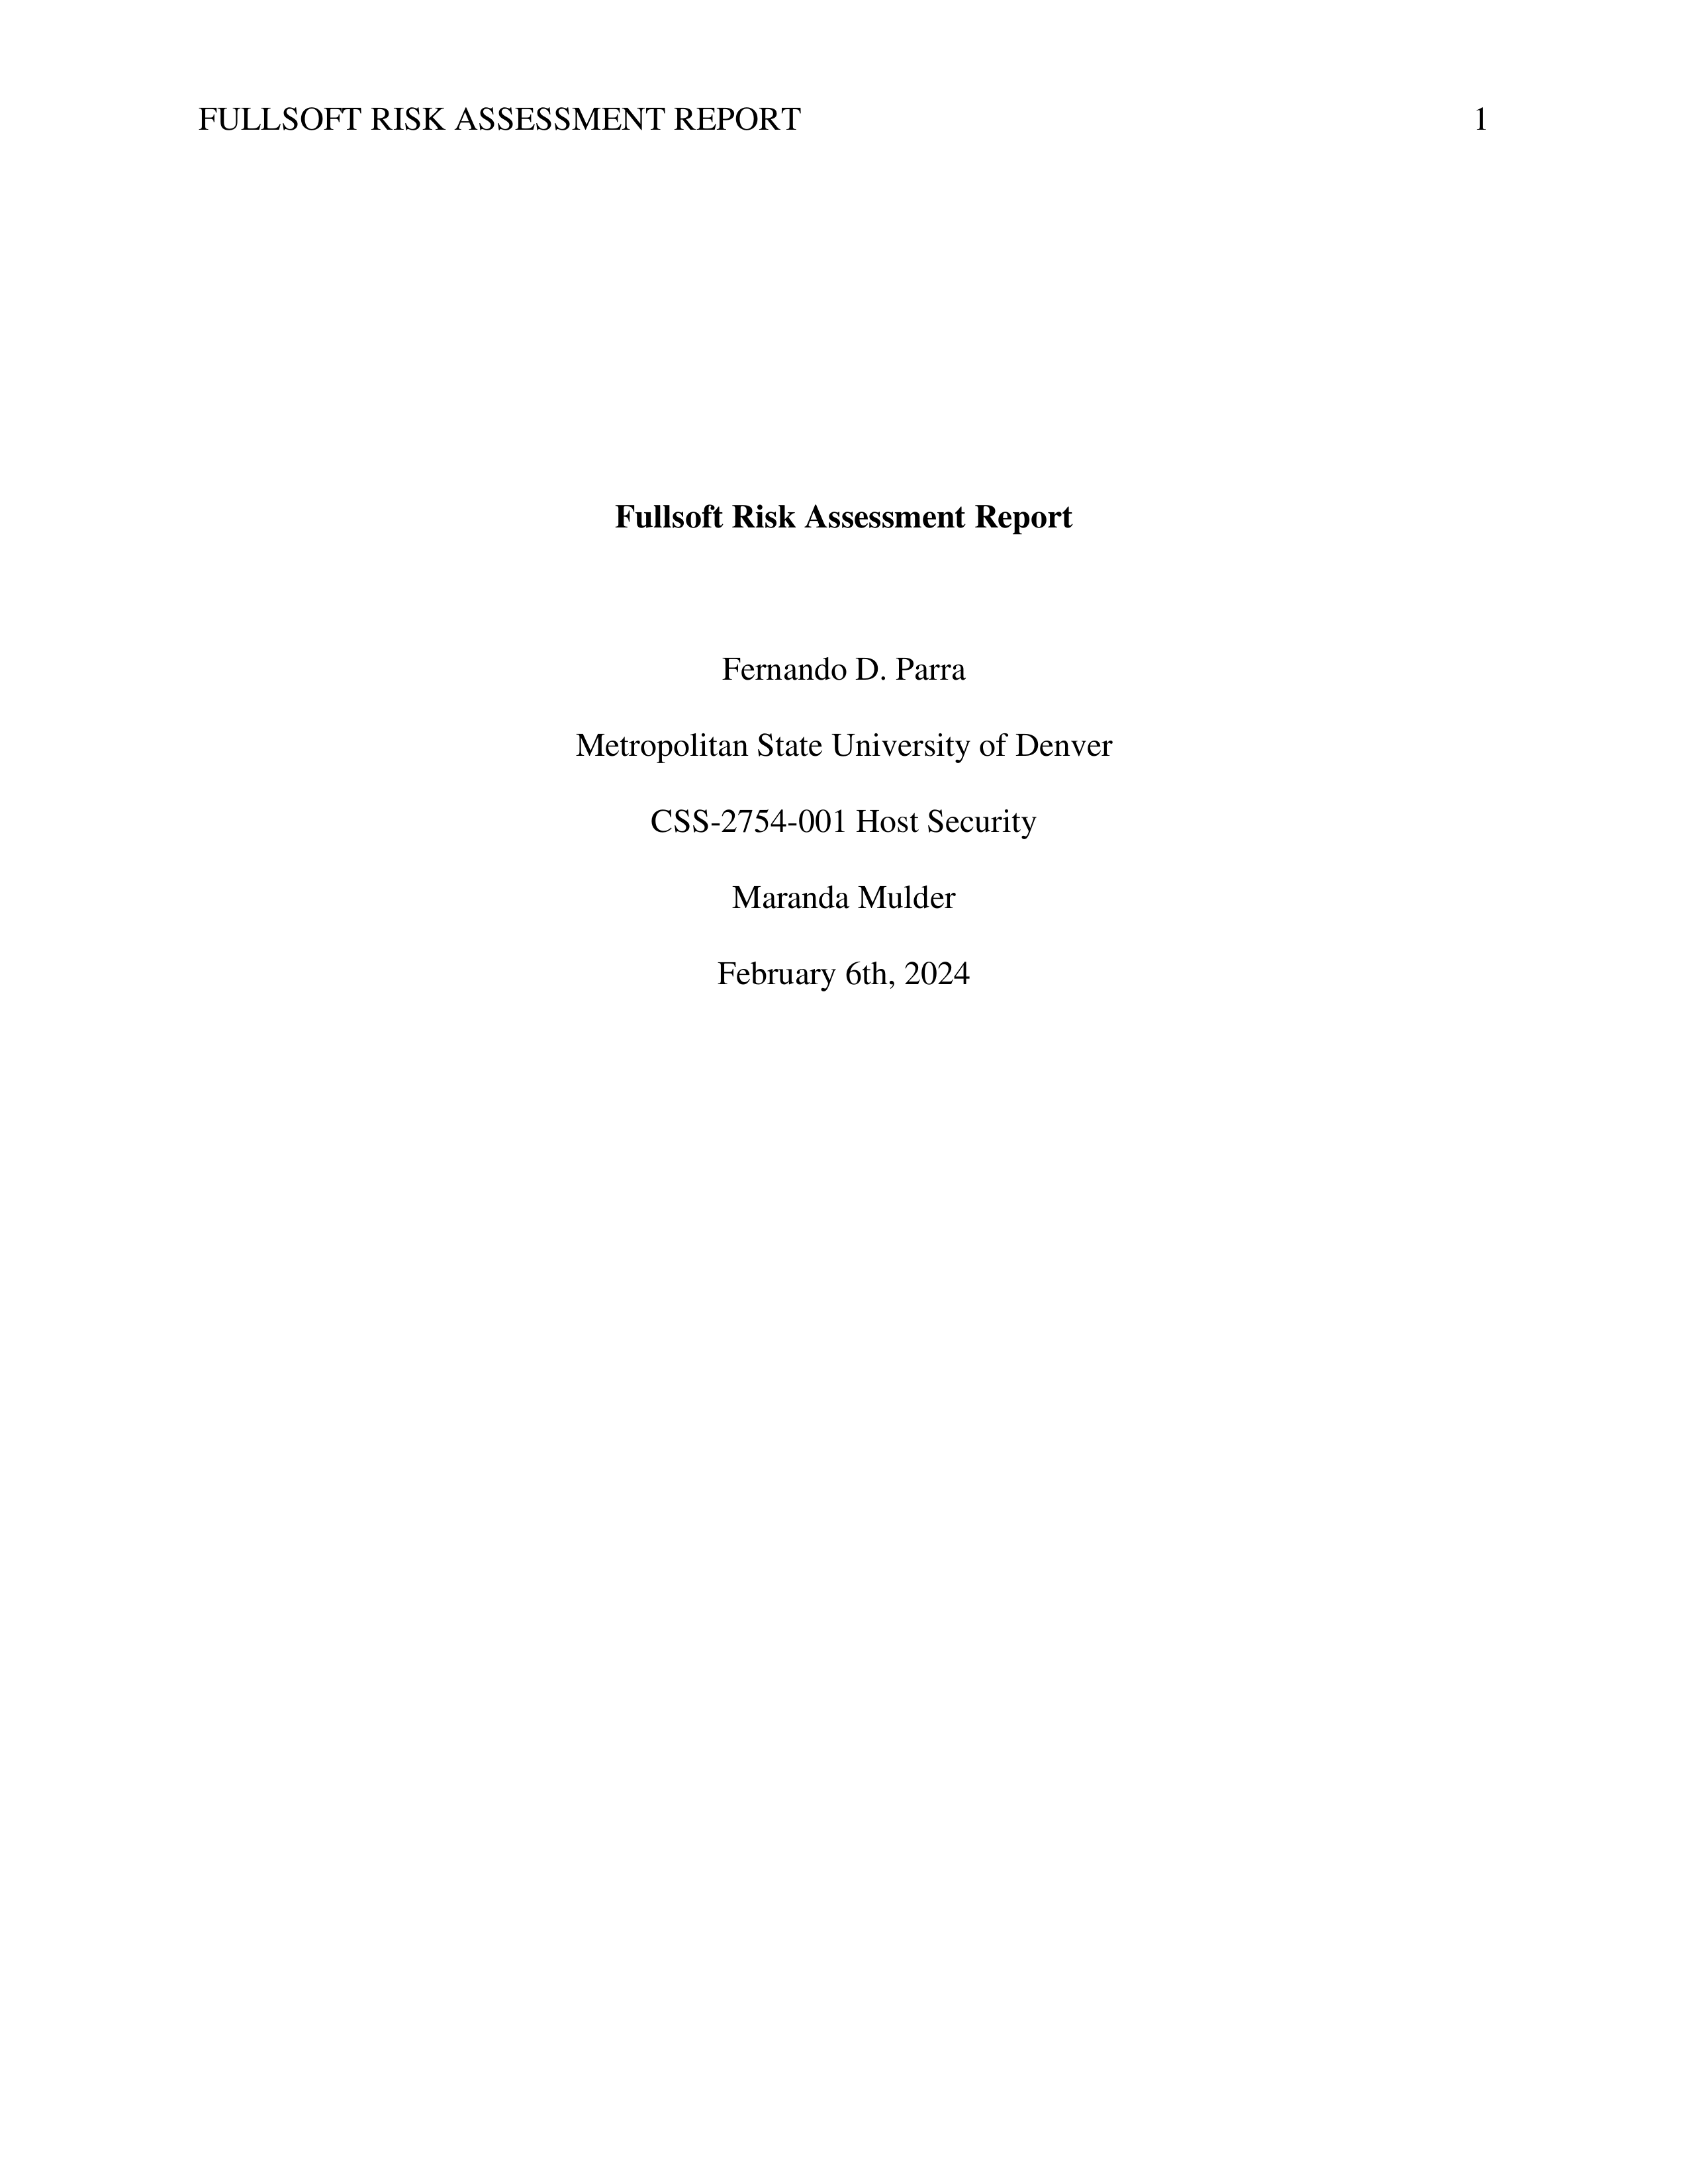 FULLSOFT RISK ASSESSMENT REPORT 1
Fullsoft Risk Assessment Report
Fernando D. Parra
Metropolitan State University of Denver
CSS-2754-001 Host Security
Maranda Mulder
February 6th, 2024